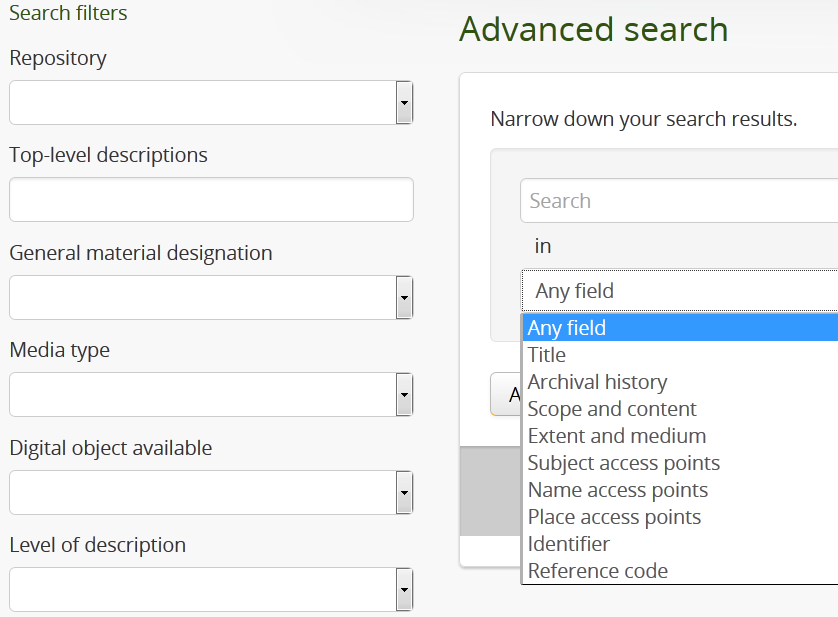 Search filters
Repository
Top-level descriptions
General material designation
Media type
Digital object available
Level of description
Advanced search
Narrow down your search results.
Search
in
Any field
Any field
Title
Archival history
Scope and content
Extent and medium
Subject access points
Name access points
Place access points
Identifier
Reference code